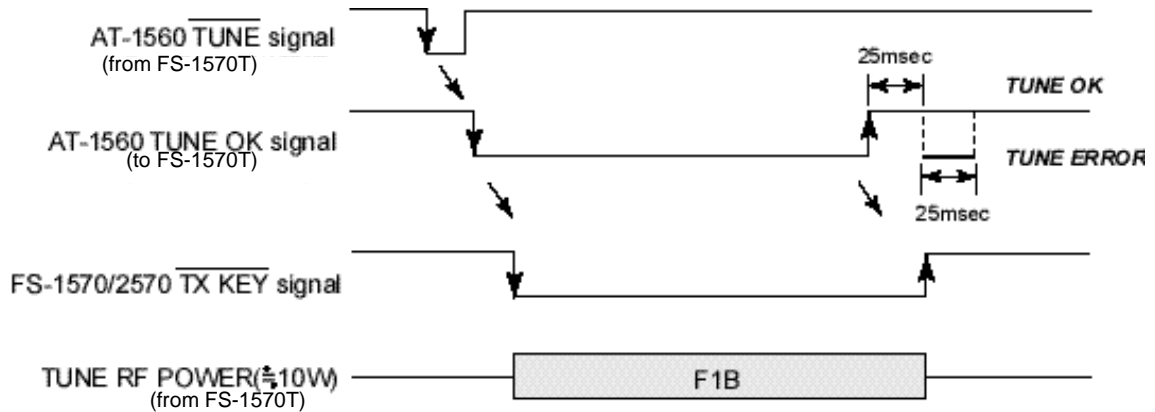 AT-1560 TUNE signal
(from FS-1570T)
25msec
TUNE OK
AT-1560 TUNE OK signal
(to FS-1570T)
TUNE ERROR
25msec
FS-1570/2570 TX KEY signal
TUNE RF POWER(≒10W)
(from FS-1570T)
F1B